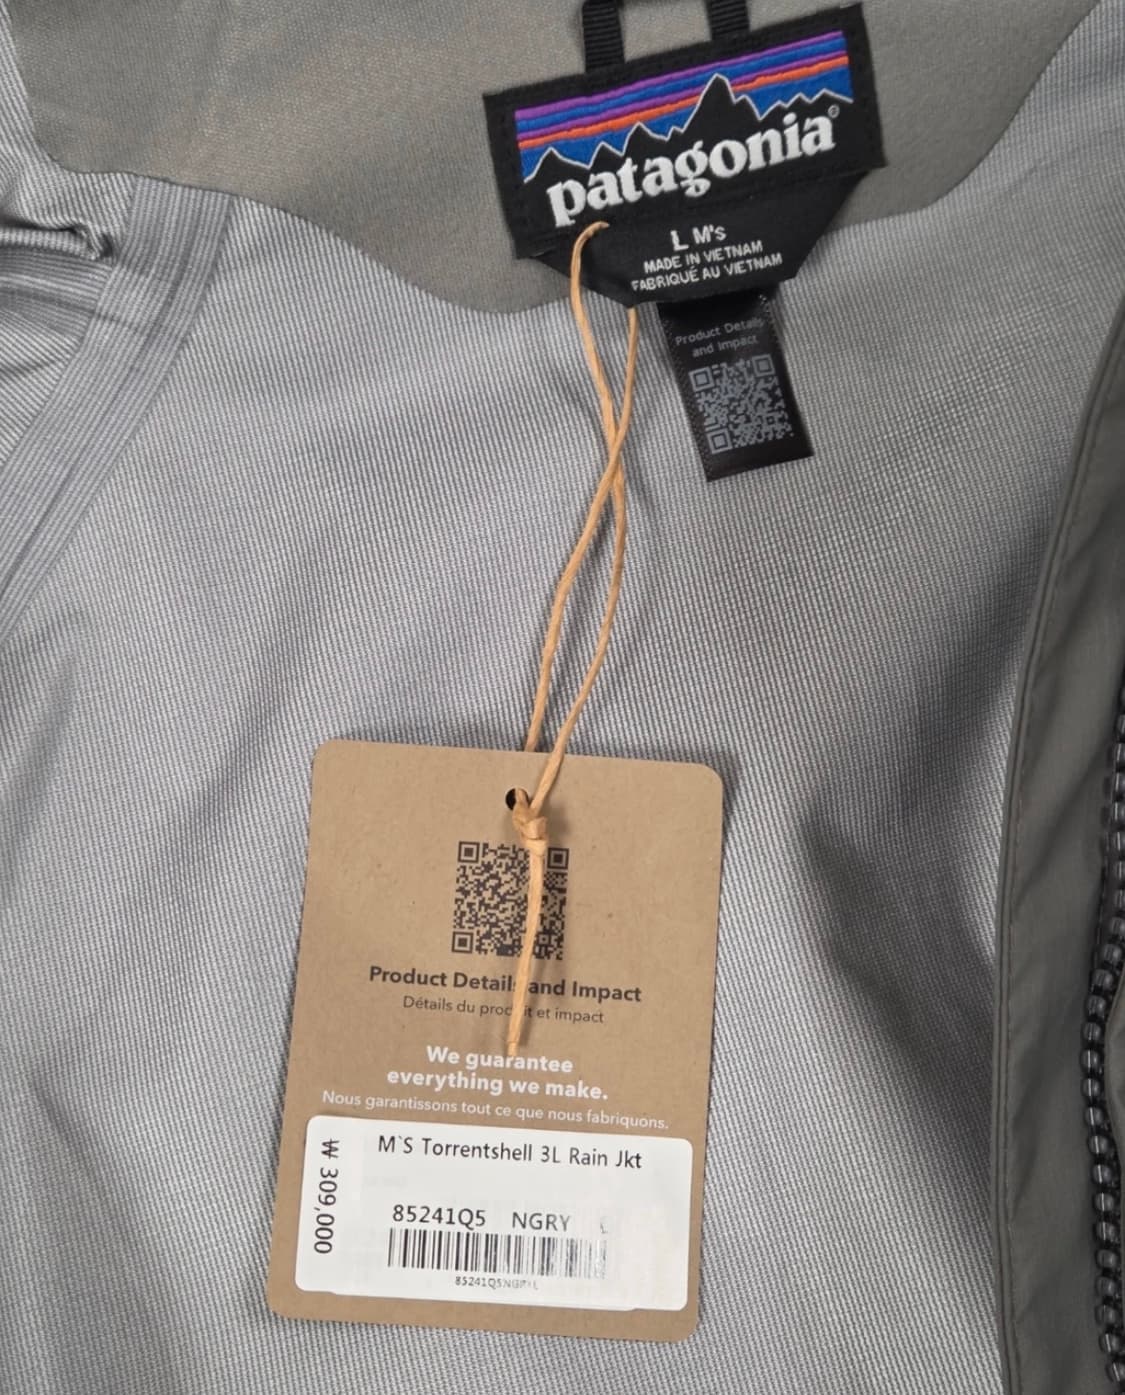 patagonia®
L M's
MADE IN VIETNAM
FABRIQUÉ AU VIETNAM
Product Details
and Impact
Product Details and Impact
Détails du produit et impact
We guarantee
everything we make.
Nous garantissons tout ce que nous fabriquons.
M`S Torrentshell 3L Rain Jkt
₩ 309,000
85241Q5 NGRY L
85241Q5NGRYL